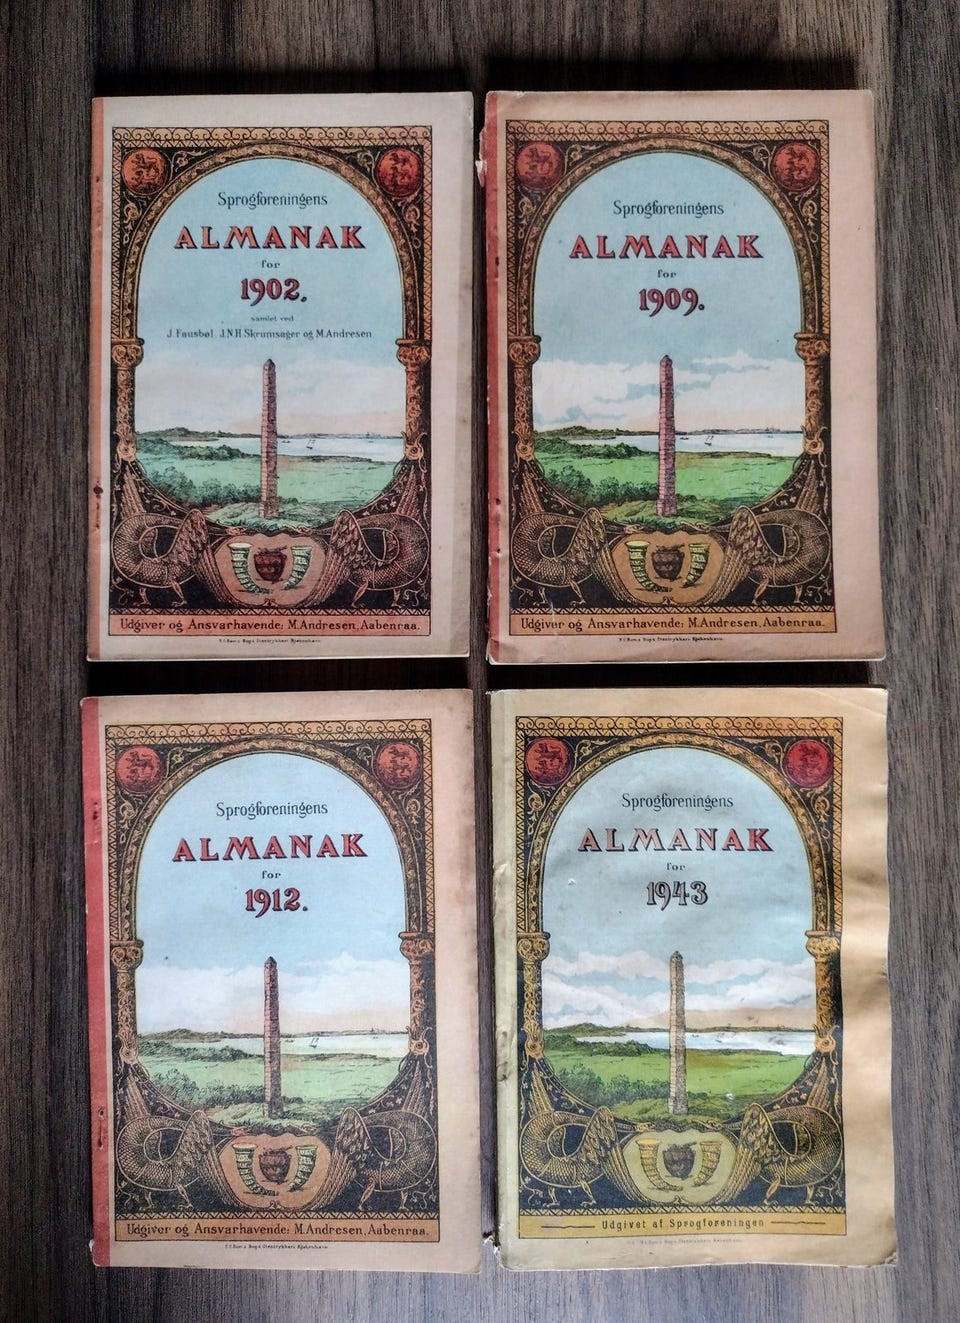 Sprogforeningens
ALMANAK
for
1902.
samlet ved
J. Fausbøl. J.N.H. Skrumsager og M. Andresen
Udgiver og Ansvarhavende: M. Andresen, Aabenraa.
Sprogforeningens
ALMANAK
for
1909.
Udgiver og Ansvarhavende: M. Andresen, Aabenraa.
Sprogforeningens
ALMANAK
for
1912.
Udgiver og Ansvarhavende: M. Andresen, Aabenraa.
Sprogforeningens
ALMANAK
for
1943
Udgivet af Sprogforeningen